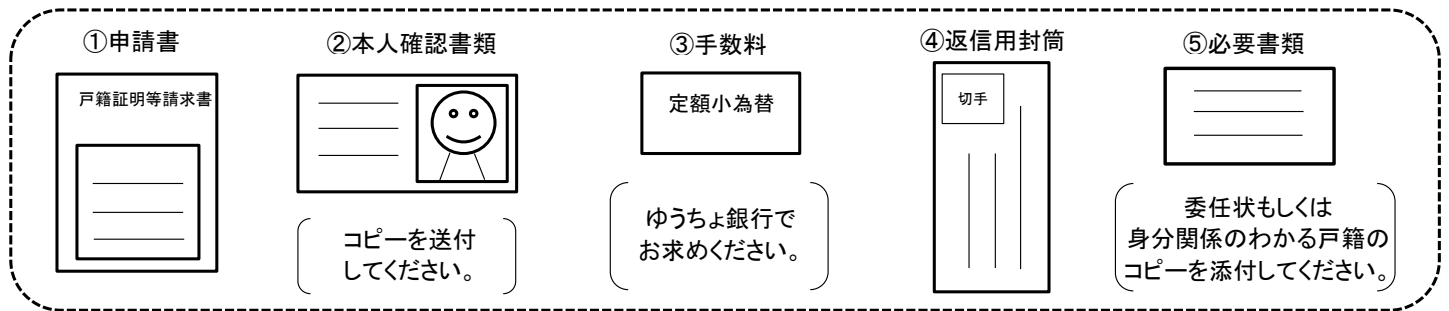 ①申請書
戸籍証明等請求書
②本人確認書類
コピーを送付
してください。
③手数料
定額小為替
ゆうちょ銀行で
お求めください。
④返信用封筒
切手
⑤必要書類
委任状もしくは
身分関係のわかる戸籍の
コピーを添付してください。